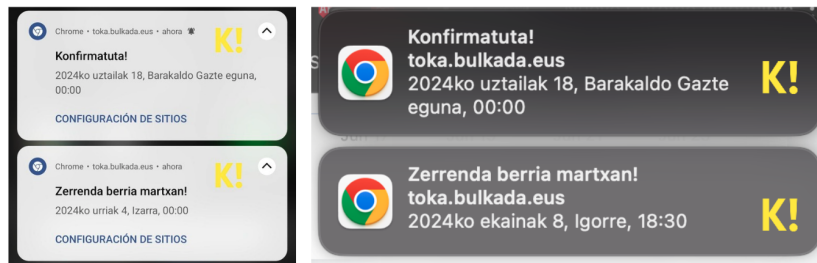 Chrome • toka.bulkada.eus • ahora
K!
Konfirmatuta!
2024ko uztailak 18, Barakaldo Gazte eguna,
00:00
CONFIGURACIÓN DE SITIOS
Chrome • toka.bulkada.eus • ahora
K!
Zerrenda berria martxan!
2024ko urriak 4, Izarra, 00:00
CONFIGURACIÓN DE SITIOS
Konfirmatuta!
toka.bulkada.eus
2024ko uztailak 18, Barakaldo Gazte
eguna, 00:00
K!
Zerrenda berria martxan!
toka.bulkada.eus
2024ko ekainak 8, Igorre, 18:30
K!